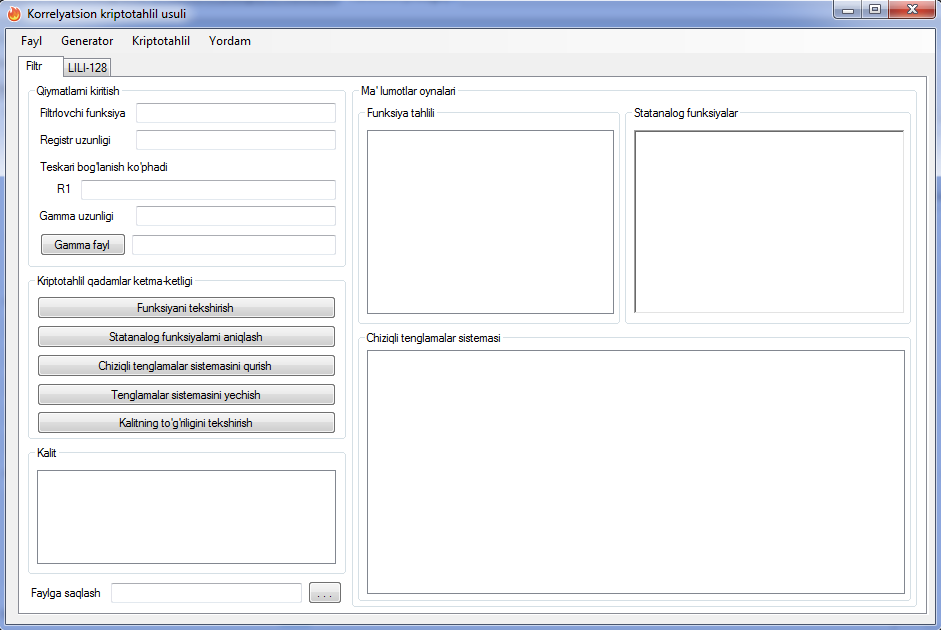 Korrelyatsion kriptotahlil usuli
Fayl Generator Kriptotahlil Yordam
Filtr LILI-128
Qiymatlarni kiritish
Filtrlovchi funksiya
Registr uzunligi
Teskari bog'lanish ko'phadi
R1
Gamma uzunligi
Gamma fayl
Kriptotahlil qadamlar ketma-ketligi
Funksiyani tekshirish
Statanalog funksiyalarni aniqlash
Chiziqli tenglamalar sistemasini qurish
Tenglamalar sistemasini yechish
Kalitning to'g'riligini tekshirish
Kalit
Faylga saqlash ...
Ma'lumotlar oynalari
Funksiya tahlili
Statanalog funksiyalar
Chiziqli tenglamalar sistemasi